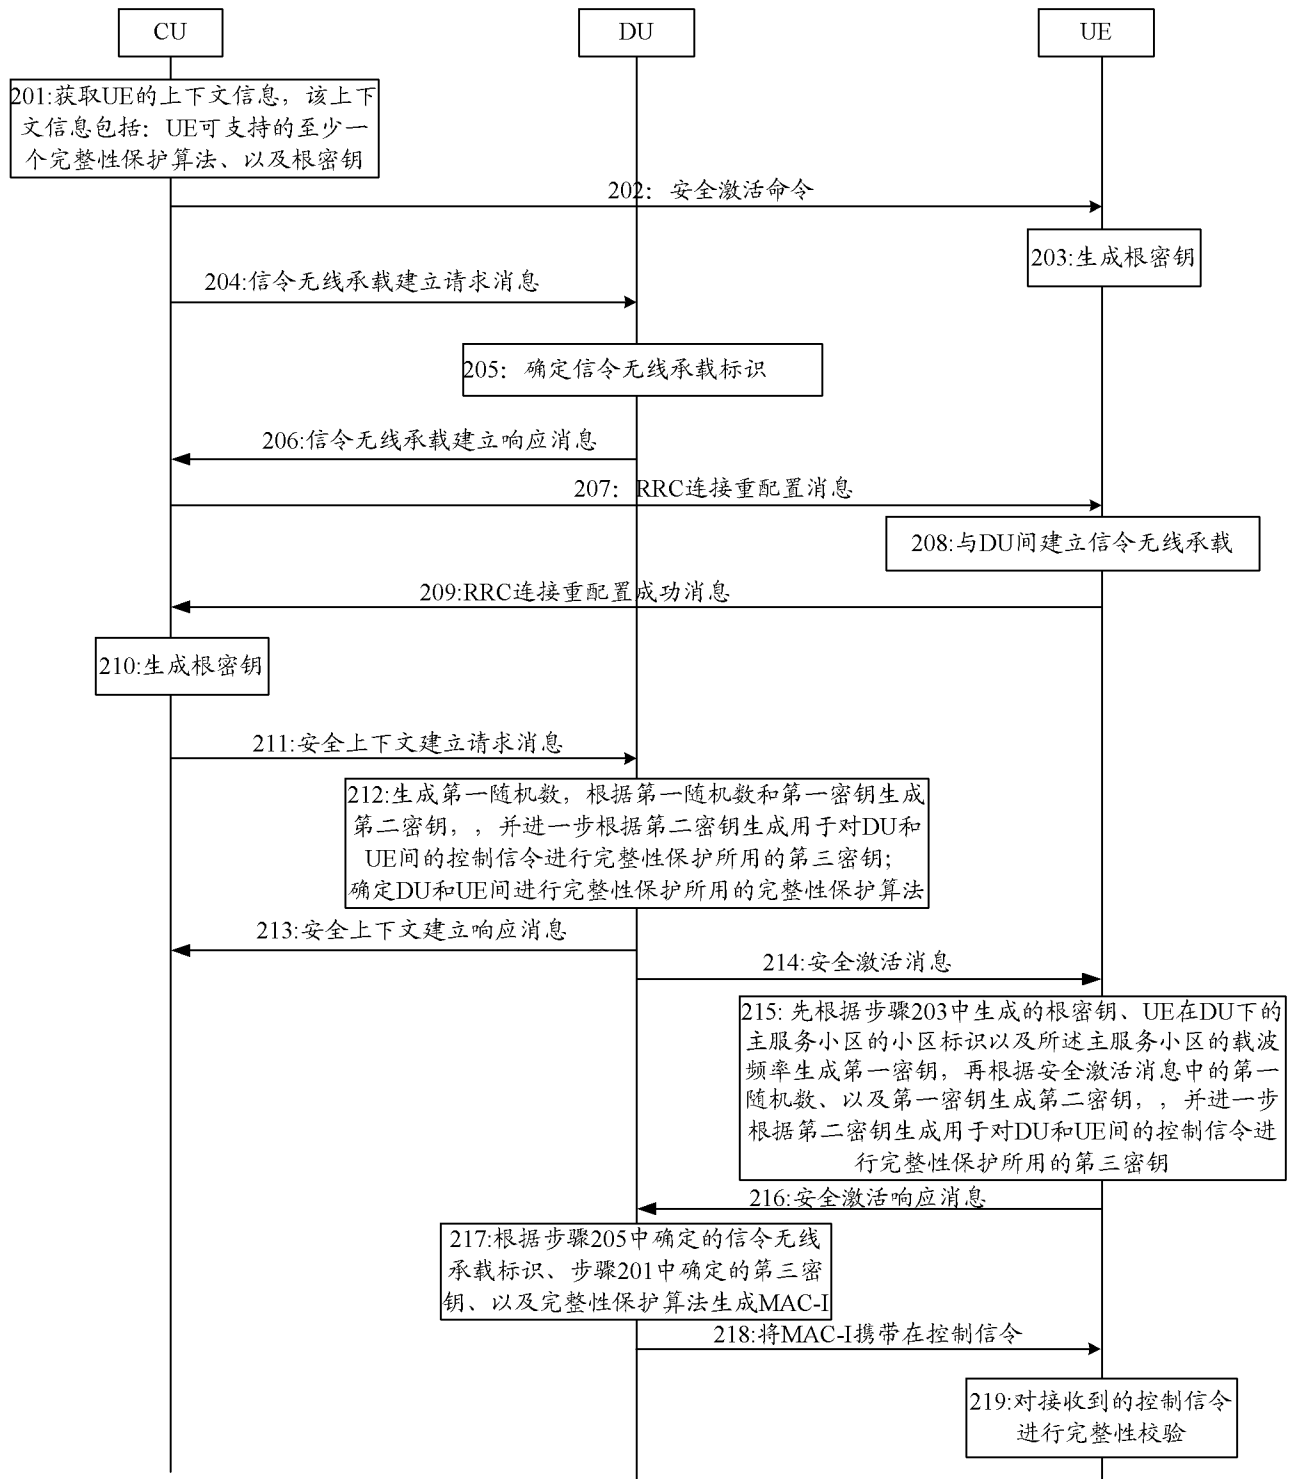 CU
DU
UE
201:获取UE的上下文信息，该上下
文信息包括：UE可支持的至少一
个完整性保护算法、以及根密钥
202：安全激活命令
203:生成根密钥
204:信令无线承载建立请求消息
205：确定信令无线承载标识
206:信令无线承载建立响应消息
207：RRC连接重配置消息
208:与DU间建立信令无线承载
209:RRC连接重配置成功消息
210:生成根密钥
211:安全上下文建立请求消息
212:生成第一随机数，根据第一随机数和第一密钥生成
第二密钥，，并进一步根据第二密钥生成用于对DU和
UE间的控制信令进行完整性保护所用的第三密钥；
确定DU和UE间进行完整性保护所用的完整性保护算法
213:安全上下文建立响应消息
214:安全激活消息
215: 先根据步骤203中生成的根密钥、UE在DU下的
主服务小区的小区标识以及所述主服务小区的载波
频率生成第一密钥，再根据安全激活消息中的第一
随机数、以及第一密钥生成第二密钥，，并进一步
根据第二密钥生成用于对DU和UE间的控制信令进
行完整性保护所用的第三密钥
216:安全激活响应消息
217:根据步骤205中确定的信令无线
承载标识、步骤201中确定的第三密
钥、以及完整性保护算法生成MAC-I
218:将MAC-I携带在控制信令
219:对接收到的控制信令
进行完整性校验